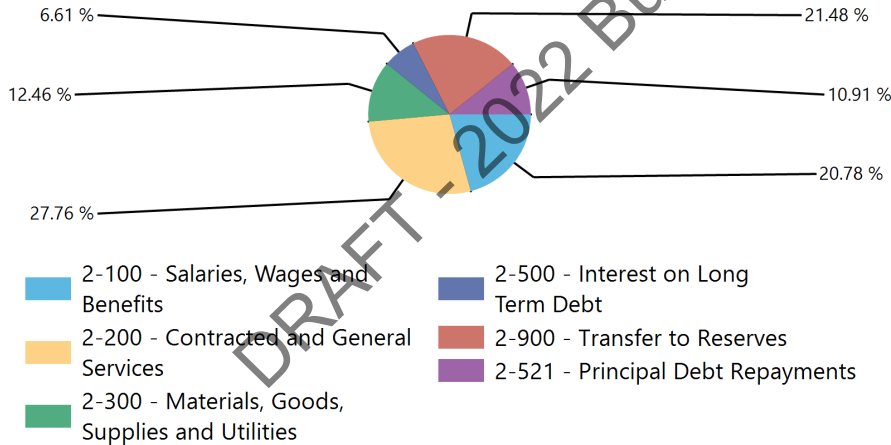 6.61 %
21.48 %
12.46 %
10.91 %
20.78 %
27.76 %
DRAFT - 2022
2-100 - Salaries, Wages and
Benefits
2-200 - Contracted and General
Services
2-300 - Materials, Goods,
Supplies and Utilities
2-500 - Interest on Long
Term Debt
2-900 - Transfer to Reserves
2-521 - Principal Debt Repayments